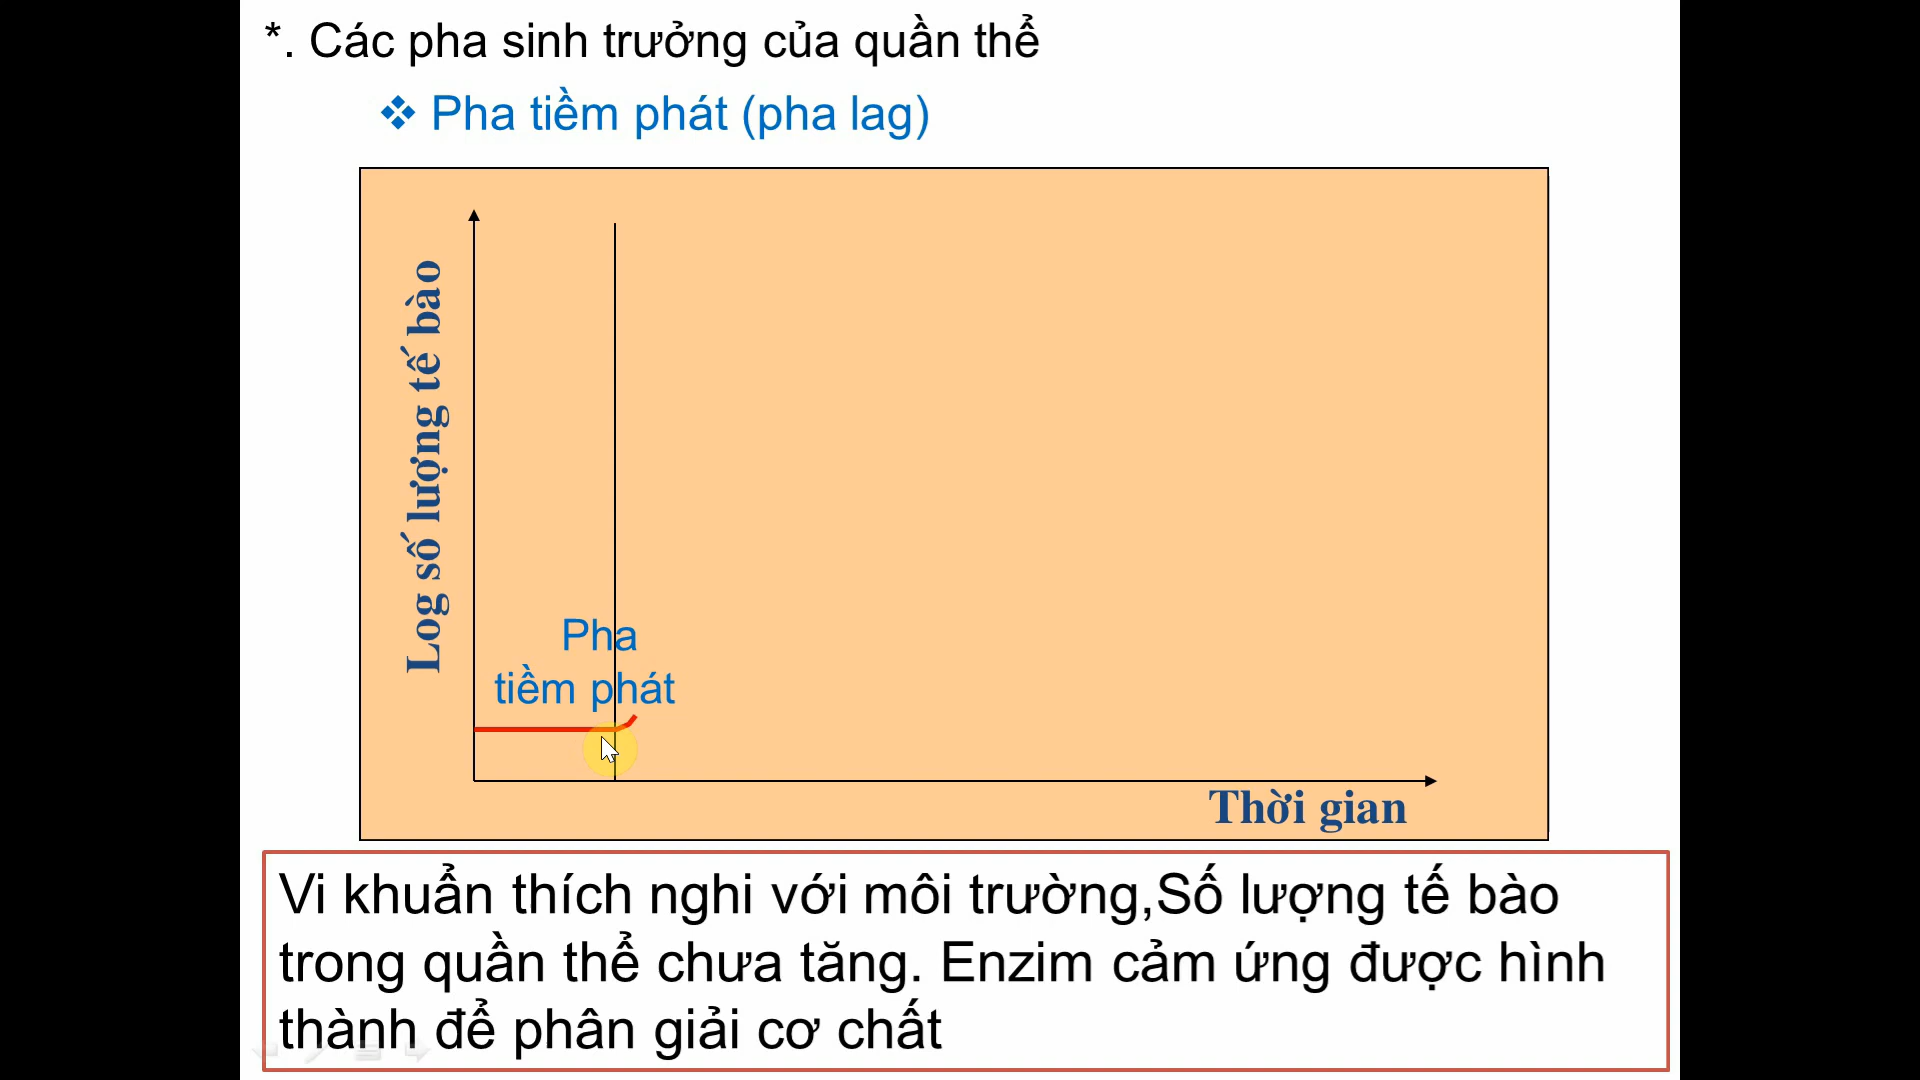 *. Các pha sinh trưởng của quần thể
❖ Pha tiềm phát (pha lag)
Log số lượng tế bào
Pha
tiềm phát
Thời gian
Vi khuẩn thích nghi với môi trường,Số lượng tế bào
trong quần thể chưa tăng. Enzim cảm ứng được hình
thành để phân giải cơ chất